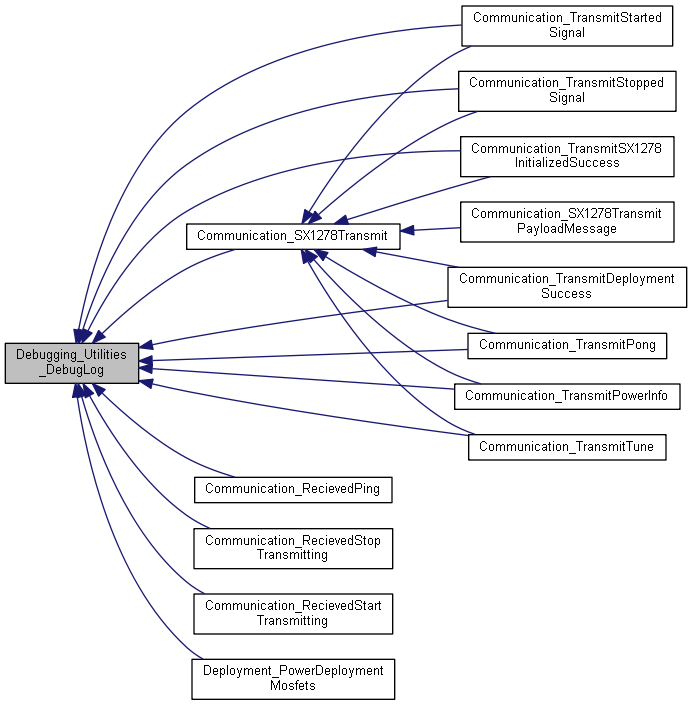 Communication_TransmitStarted
Signal
Communication_TransmitStopped
Signal
Communication_TransmitSX1278
InitializedSuccess
Communication_SX1278Transmit
PayloadMessage
Communication_SX1278Transmit
Communication_TransmitDeployment
Success
Communication_TransmitPong
Debugging_Utilities
_DebugLog
Communication_TransmitPowerInfo
Communication_TransmitTune
Communication_RecievedPing
Communication_RecievedStop
Transmitting
Communication_RecievedStart
Transmitting
Deployment_PowerDeployment
Mosfets